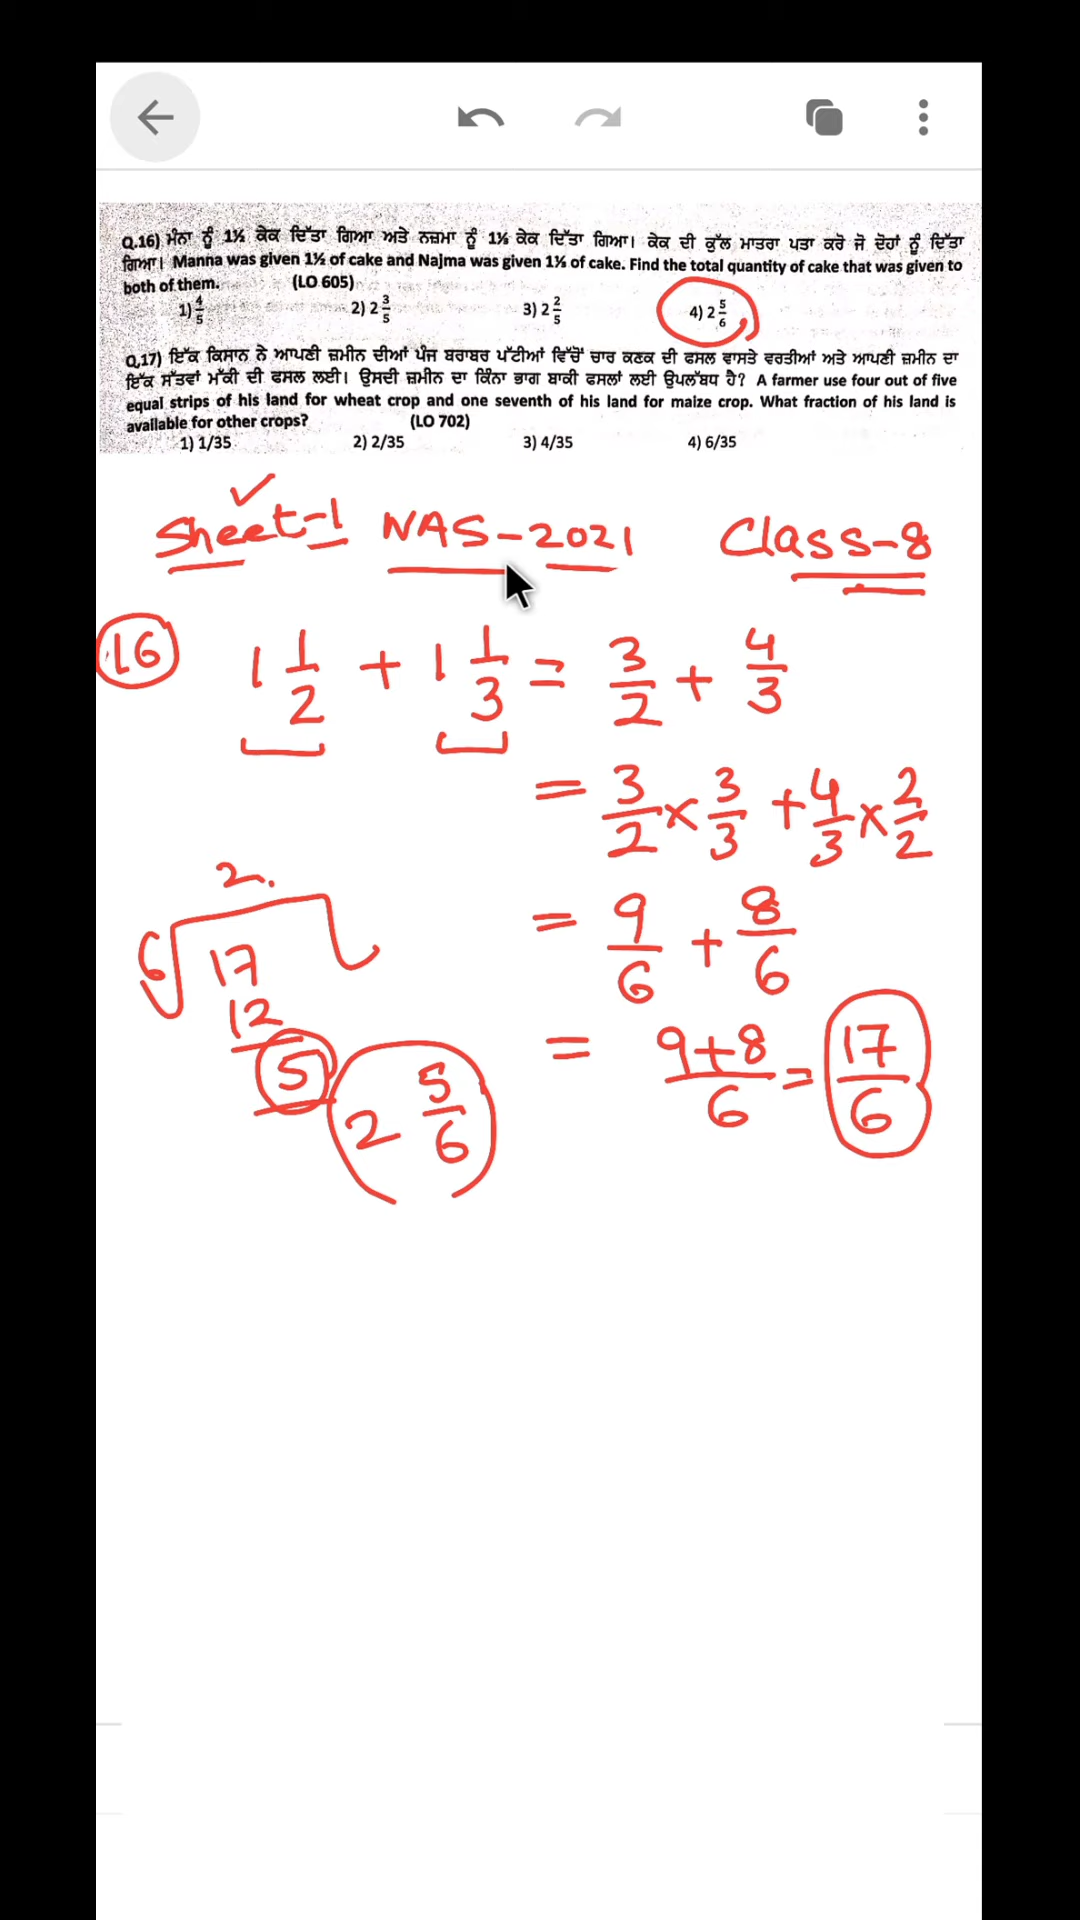 Q.16) ਮੰਨਾ ਨੂੰ 1½ ਕੇਕ ਦਿੱਤਾ ਗਿਆ ਅਤੇ ਨਜ਼ਮਾ ਨੂੰ 1⅓ ਕੇਕ ਦਿੱਤਾ ਗਿਆ। ਕੇਕ ਦੀ ਕੁੱਲ ਮਾਤਰਾ ਪਤਾ ਕਰੋ ਜੋ ਦੋਹਾਂ ਨੂੰ ਦਿੱਤਾ
ਗਿਆ। Manna was given 1½ of cake and Najma was given 1⅓ of cake. Find the total quantity of cake that was given to
both of them. (LO 605)
1) 4/5 2) 2 3/5 3) 2 2/5 4) 2 5/6
Q.17) ਇੱਕ ਕਿਸਾਨ ਨੇ ਆਪਣੀ ਜ਼ਮੀਨ ਦੀਆਂ ਪੰਜ ਬਰਾਬਰ ਪੱਟੀਆਂ ਵਿੱਚੋਂ ਚਾਰ ਕਣਕ ਦੀ ਫਸਲ ਵਾਸਤੇ ਵਰਤੀਆਂ ਅਤੇ ਆਪਣੀ ਜ਼ਮੀਨ ਦਾ
ਇੱਕ ਸੱਤਵਾਂ ਮੱਕੀ ਦੀ ਫਸਲ ਲਈ। ਉਸਦੀ ਜ਼ਮੀਨ ਦਾ ਕਿੰਨਾ ਭਾਗ ਬਾਕੀ ਫਸਲਾਂ ਲਈ ਉਪਲੱਬਧ ਹੈ? A farmer use four out of five
equal strips of his land for wheat crop and one seventh of his land for maize crop. What fraction of his land is
available for other crops? (LO 702)
1) 1/35 2) 2/35 3) 4/35 4) 6/35
Sheet-1 NAS-2021 Class-8
16 1 1/2 + 1 1/3 = 3/2 + 4/3
= 3/2 × 3/3 + 4/3 × 2/2
= 9/6 + 8/6
= 9+8/6 = 17/6
2.
6 17
12
5
2 5/6